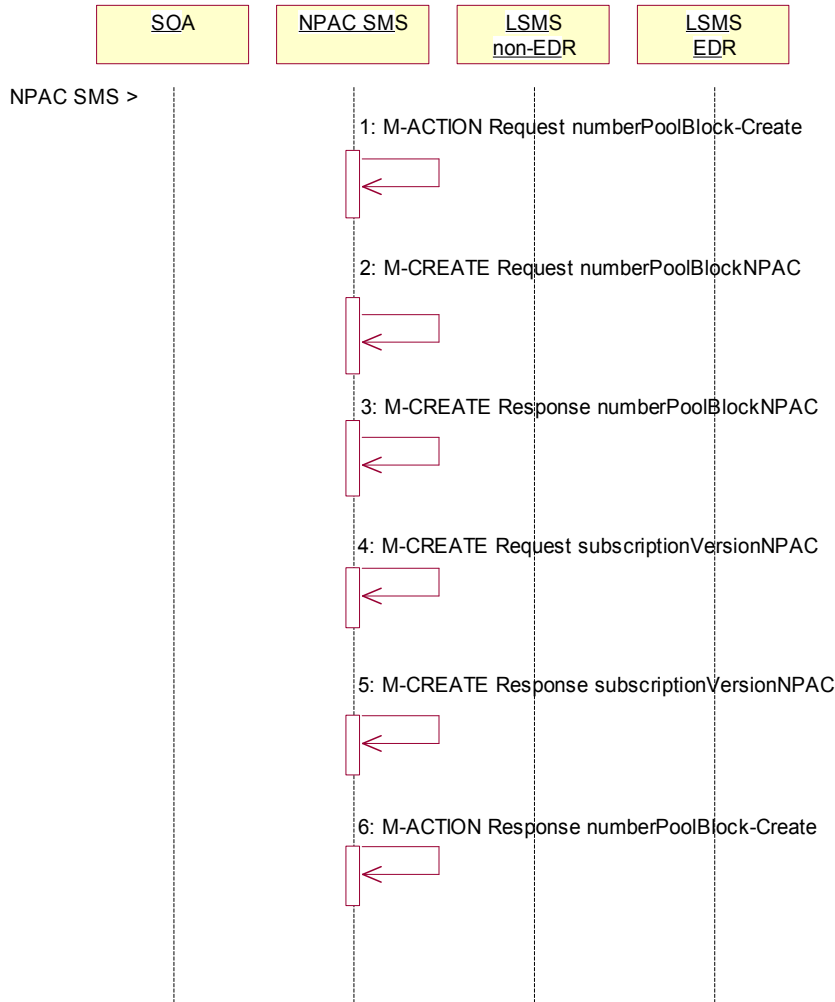 SOA
NPAC SMS
LSMS
non-EDR
LSMS
EDR
NPAC SMS >
1: M-ACTION Request numberPoolBlock-Create
2: M-CREATE Request numberPoolBlockNPAC
3: M-CREATE Response numberPoolBlockNPAC
4: M-CREATE Request subscriptionVersionNPAC
5: M-CREATE Response subscriptionVersionNPAC
6: M-ACTION Response numberPoolBlock-Create